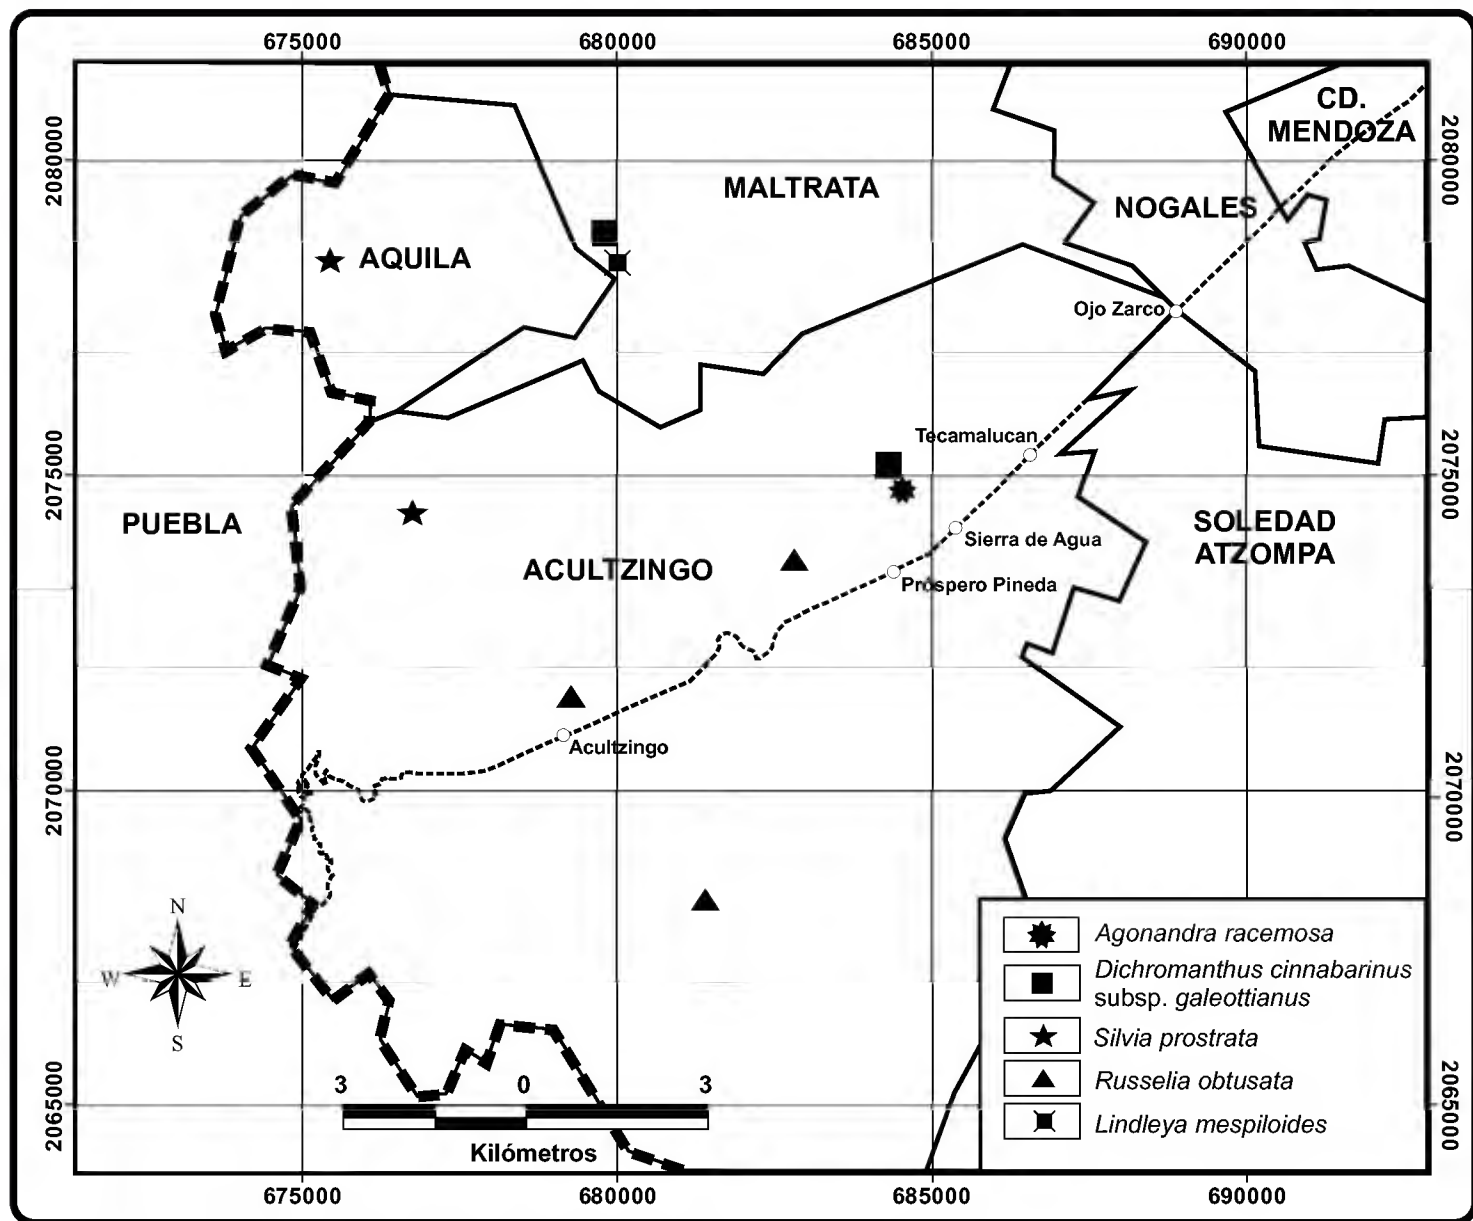 675000 680000 685000 690000
CD.
MENDOZA
2080000 2080000
MALTRATA
NOGALES
AQUILA
Ojo Zarco
Tecamalucan
2075000 2075000
PUEBLA
SOLEDAD
ATZOMPA
Sierra de Agua
ACULTZINGO
Próspero Pineda
Acultzingo
2070000 2070000
N
W E
S
Agonandra racemosa
Dichromanthus cinnabarinus
subsp. galeottianus
Silvia prostrata
Russelia obtusata
Lindleya mespiloides
3 0 3
2065000 2065000
Kilómetros
675000 680000 685000 690000